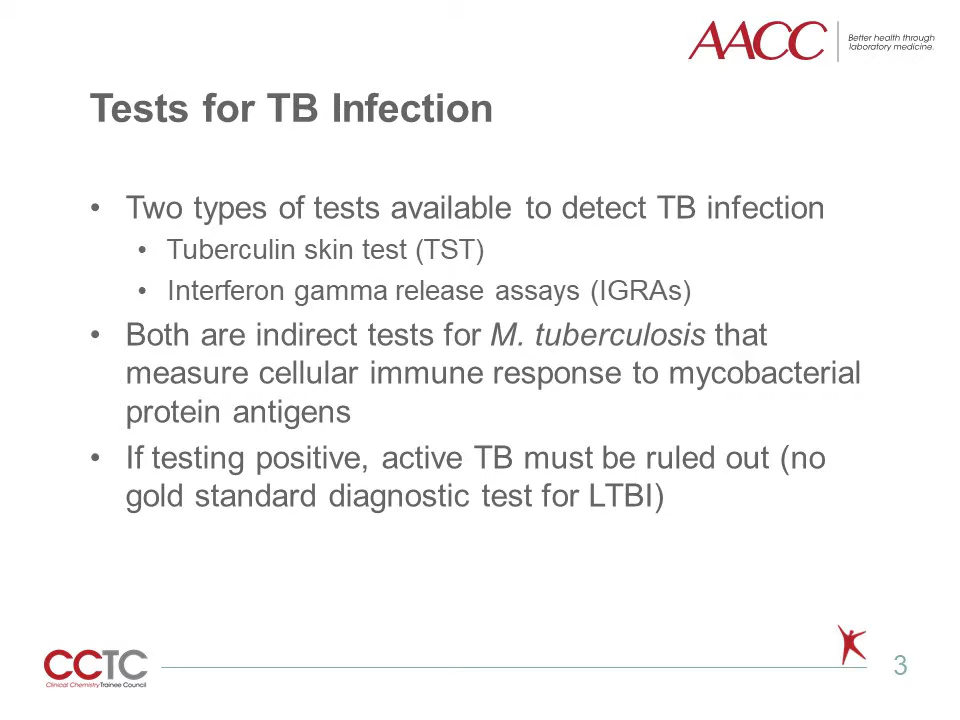 AACC
Better health through
laboratory medicine.
Tests for TB Infection
• Two types of tests available to detect TB infection
• Tuberculin skin test (TST)
• Interferon gamma release assays (IGRAs)
• Both are indirect tests for M. tuberculosis that
measure cellular immune response to mycobacterial
protein antigens
• If testing positive, active TB must be ruled out (no
gold standard diagnostic test for LTBI)
CCTC
Clinical Chemistry Trainee Council
3